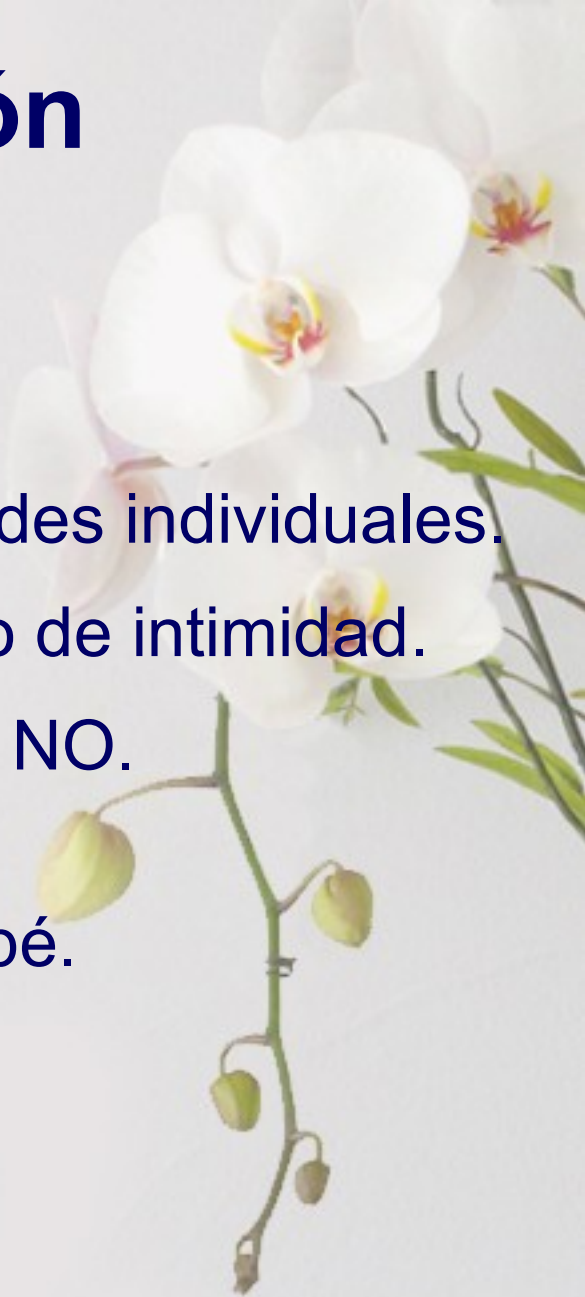 ón
des individuales.
o de intimidad.
NO.
bé.